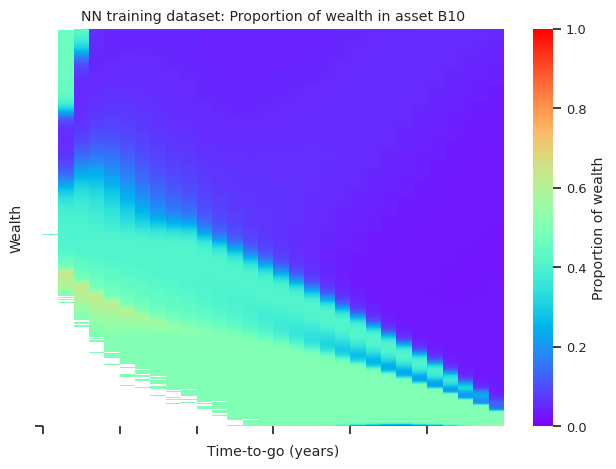 NN training dataset: Proportion of wealth in asset B10
Wealth
Time-to-go (years)
1.0
0.8
0.6
0.4
0.2
0.0
Proportion of wealth